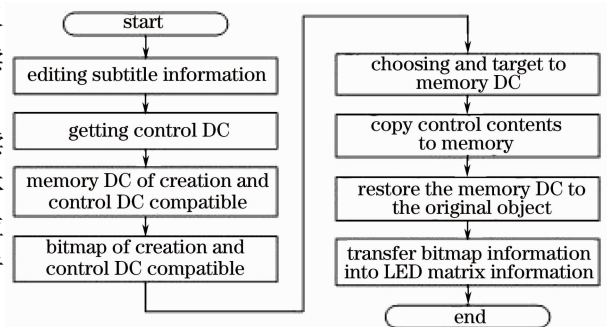 start
editing subtitle information
getting control DC
memory DC of creation and
control DC compatible
bitmap of creation and
control DC compatible
choosing and target to
memory DC
copy control contents
to memory
restore the memory DC to
the original object
transfer bitmap information
into LED matrix information
end